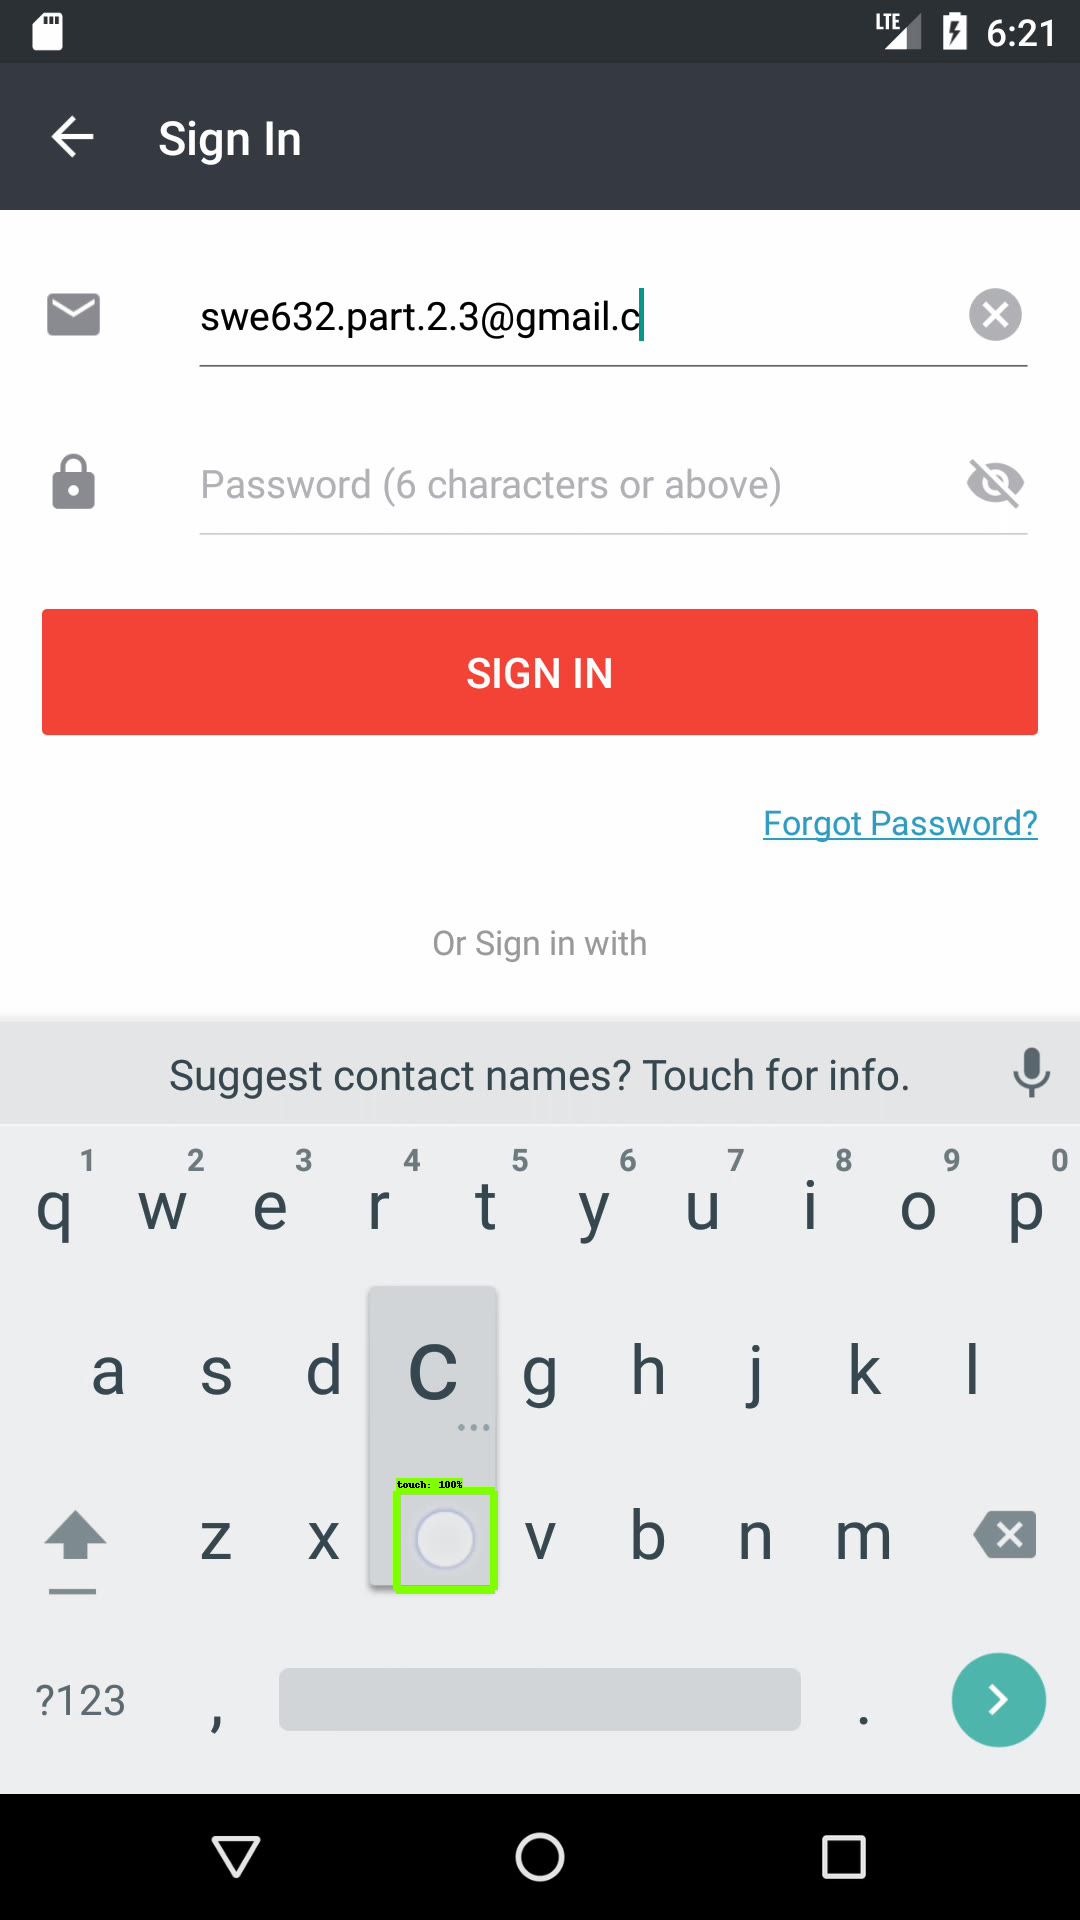 LTE 6:21
Sign In
swe632.part.2.3@gmail.c
Password (6 characters or above)
SIGN IN
Forgot Password?
Or Sign in with
Suggest contact names? Touch for info.
1 2 3 4 5 6 7 8 9 0
q w e r t y u i o p
a s d c g h j k l
touch: 100%
z x v b n m
?123 , .